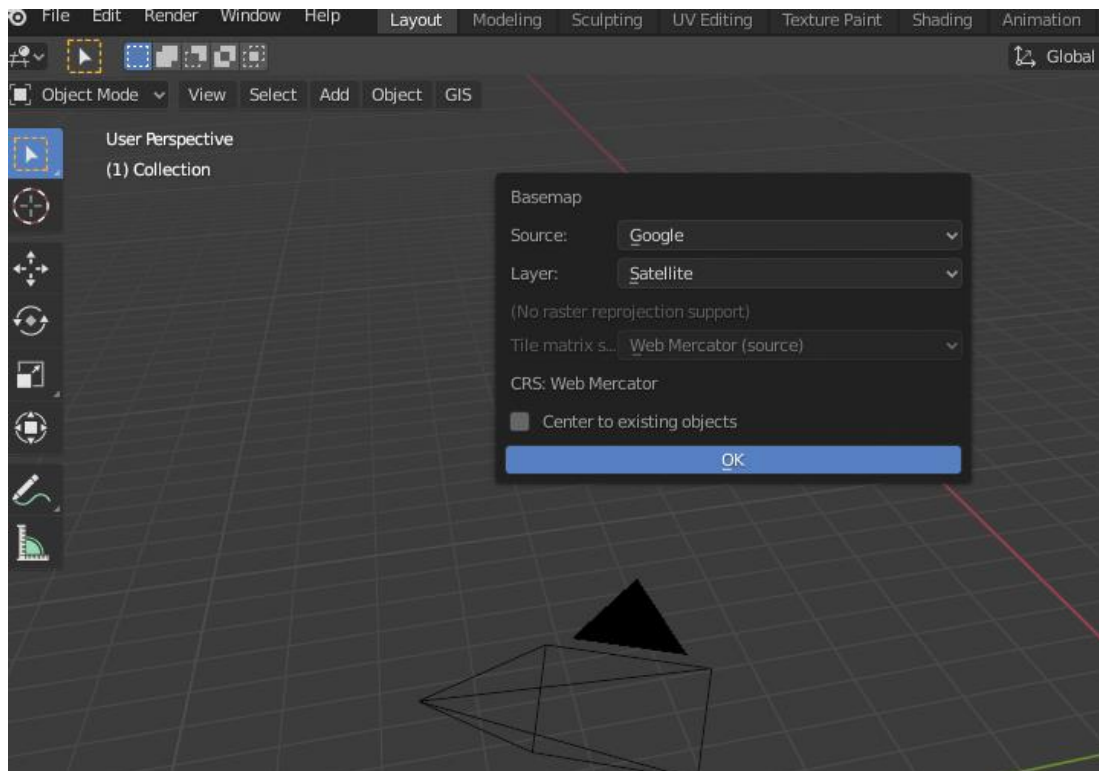 File Edit Render Window Help Layout Modeling Sculpting UV Editing Texture Paint Shading Animation
Global
Object Mode View Select Add Object GIS
User Perspective
(1) Collection
Basemap
Source: Google
Layer: Satellite
(No raster reprojection support)
Tile matrix s... Web Mercator (source)
CRS: Web Mercator
Center to existing objects
OK